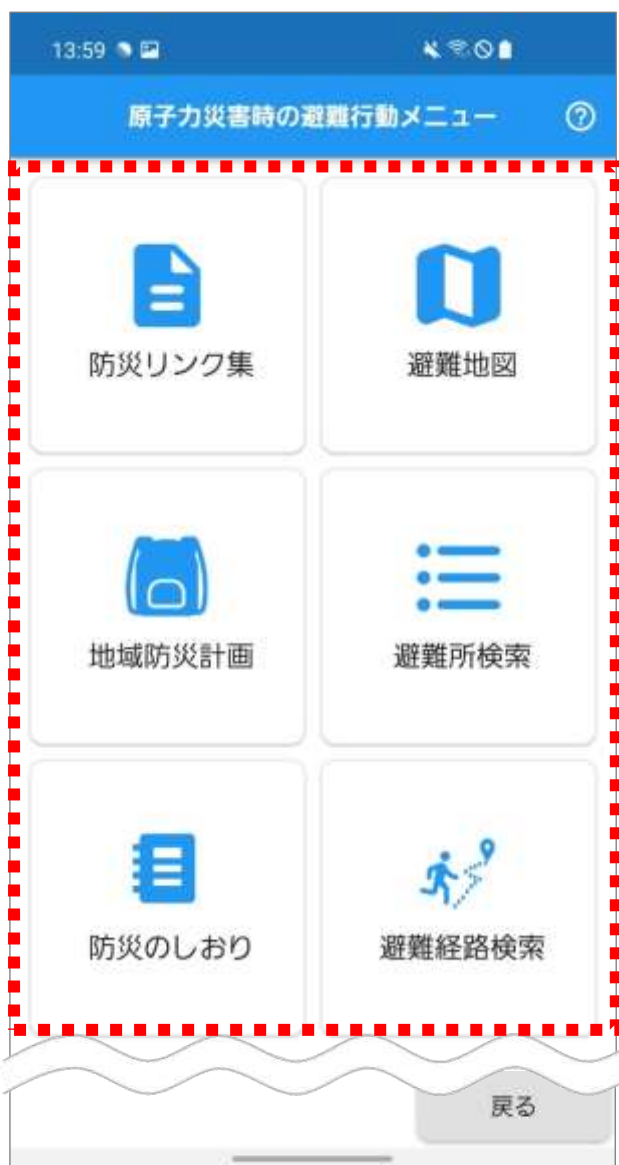 13:59
原子力災害時の避難行動メニュー ?
防災リンク集 避難地図
地域防災計画 避難所検索
防災のしおり 避難経路検索
戻る